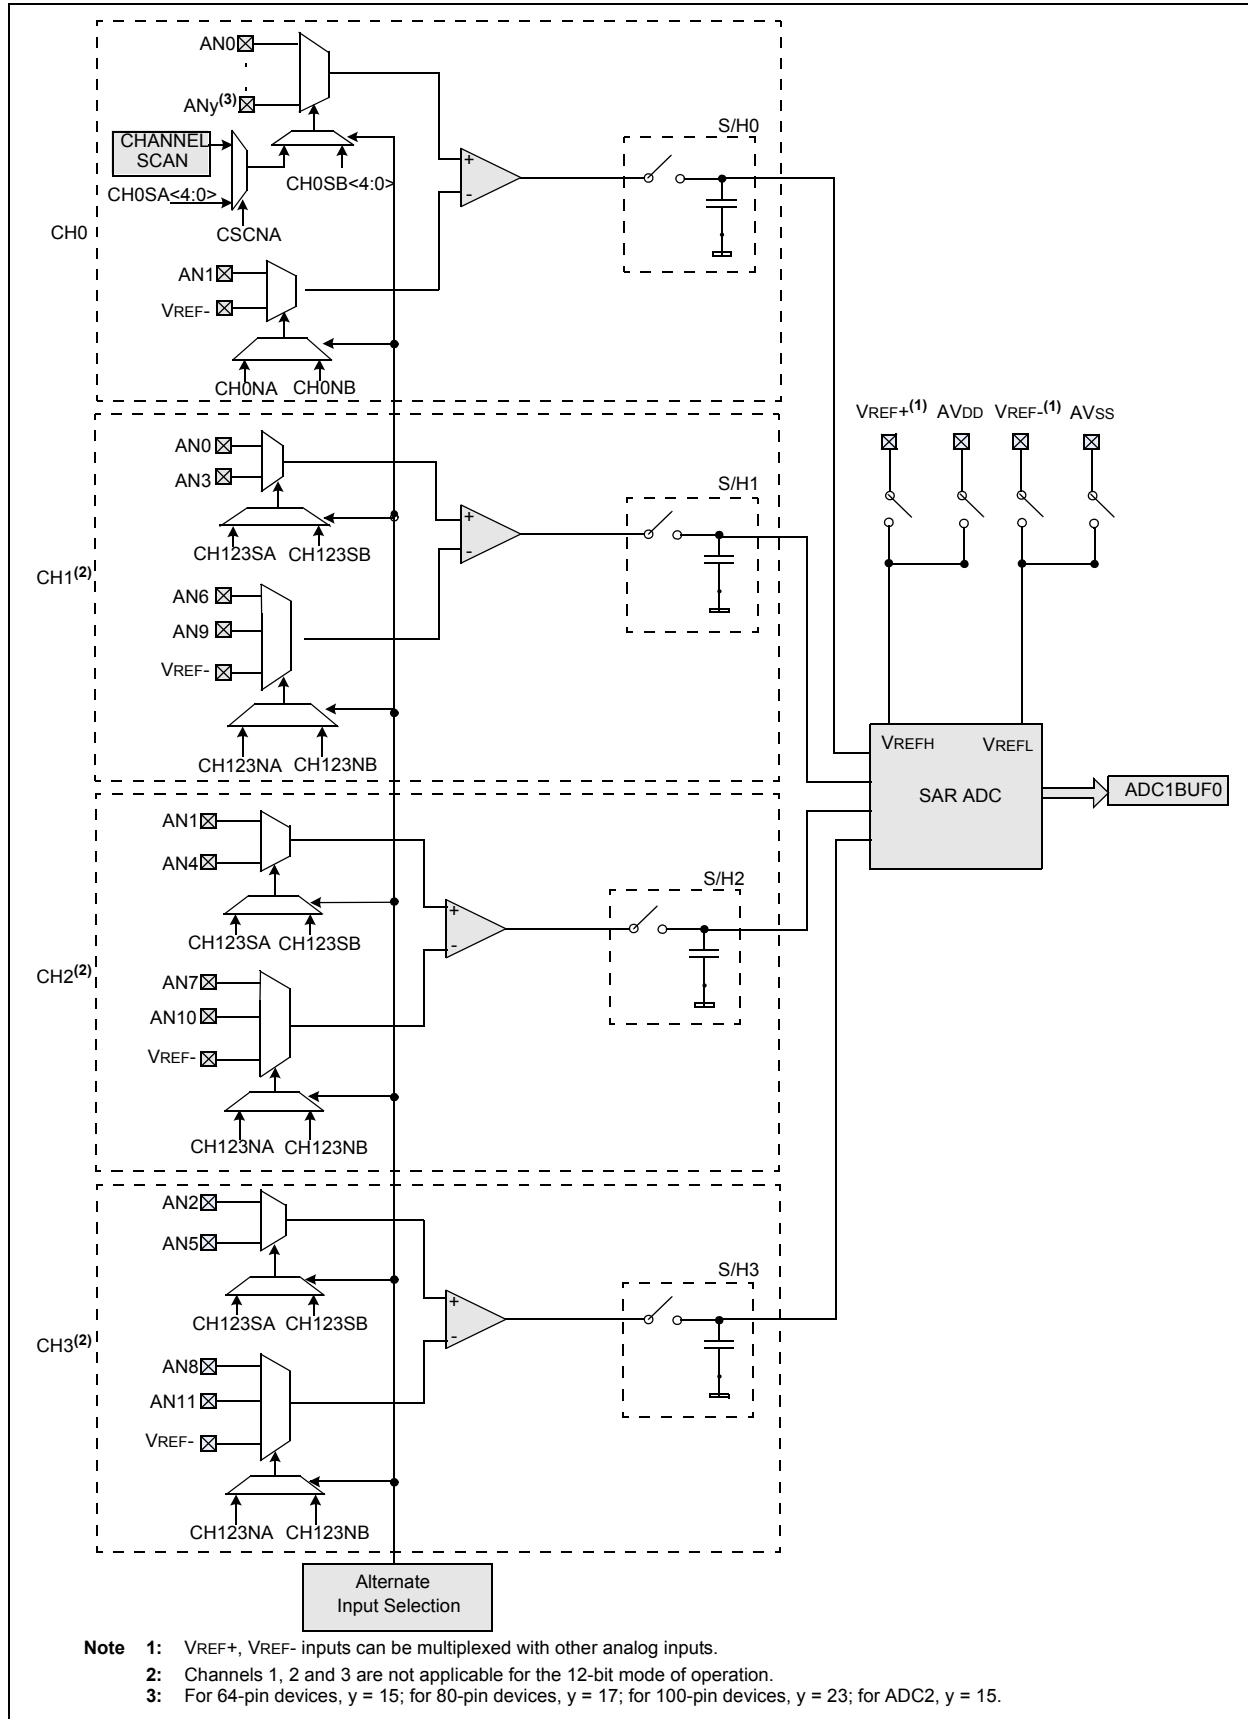 AN0
ANy(3)
CHANNEL
SCAN
CH0SA<4:0>
CH0SB<4:0>
CSCNA
CH0
AN1
VREF-
CH0NA CH0NB
+
-
S/H0
AN0
AN3
CH123SA CH123SB
CH1(2)
AN6
AN9
VREF-
CH123NA CH123NB
+
-
S/H1
VREF+(1) AVDD VREF-(1) AVSS
VREFH VREFL
SAR ADC
ADC1BUF0
AN1
AN4
CH123SA CH123SB
CH2(2)
AN7
AN10
VREF-
CH123NA CH123NB
+
-
S/H2
AN2
AN5
CH123SA CH123SB
CH3(2)
AN8
AN11
VREF-
CH123NA CH123NB
+
-
S/H3
Alternate
Input Selection
Note 1: VREF+, VREF- inputs can be multiplexed with other analog inputs.
2: Channels 1, 2 and 3 are not applicable for the 12-bit mode of operation.
3: For 64-pin devices, y = 15; for 80-pin devices, y = 17; for 100-pin devices, y = 23; for ADC2, y = 15.